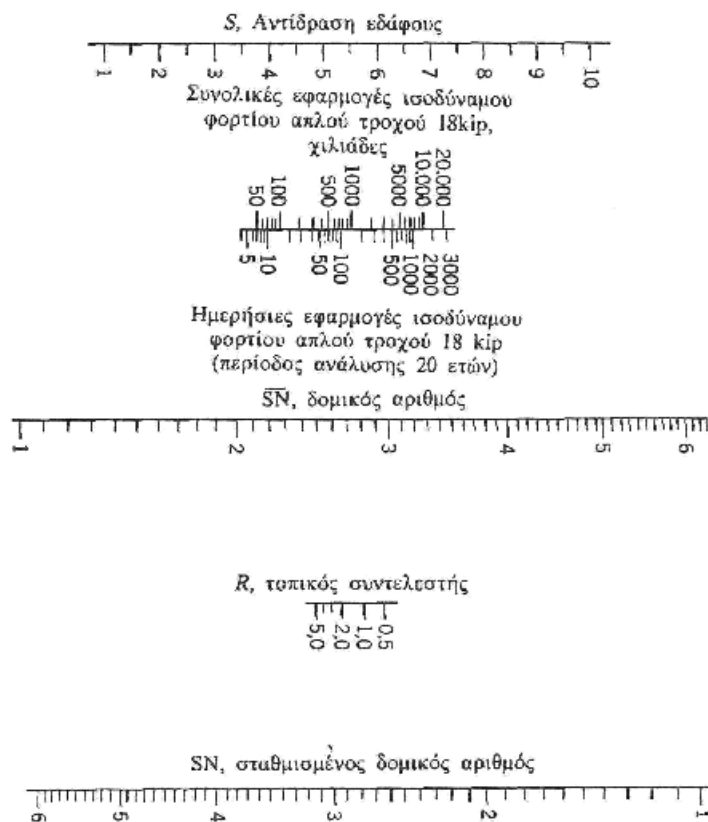 S, Αντίδραση εδάφους
1 2 3 4 5 6 7 8 9 10
Συνολικές εφαρμογές ισοδύναμου
φορτίου απλού τροχού 18kip,
χιλιάδες
50 100 500 1000 5000 10.000 20.000
5 10 50 100 500 1000 2000 3000
Ημερήσιες εφαρμογές ισοδύναμου
φορτίου απλού τροχού 18 kip
(περίοδος ανάλυσης 20 ετών)
S̅N̅, δομικός αριθμός
1 2 3 4 5 6
R, τοπικός συντελεστής
5,0 2,0 1,0 0,5
SN, σταθμισμένος δομικός αριθμός
6 5 4 3 2 1